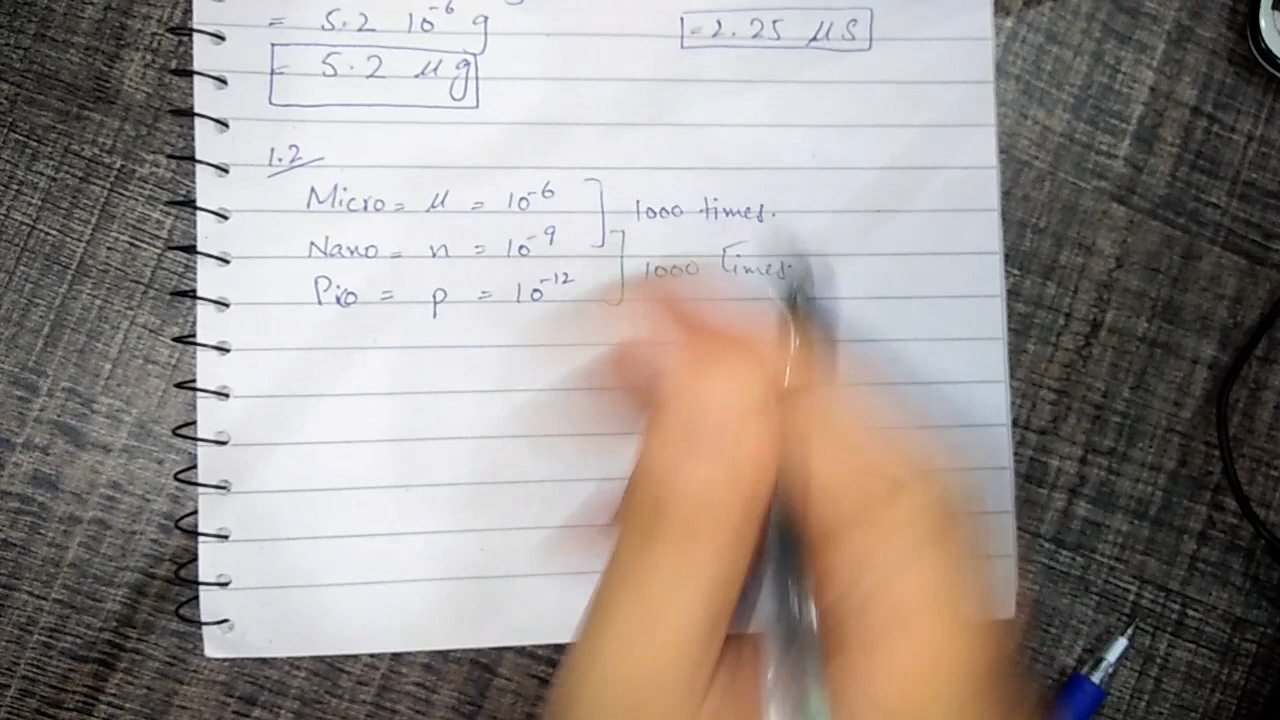 = 5.2 10⁻⁶ g
= 5.2 μg
= 2.25 μs
1.2
Micro = μ = 10⁻⁶
1000 times.
Nano = n = 10⁻⁹
1000 times.
Pico = p = 10⁻¹²